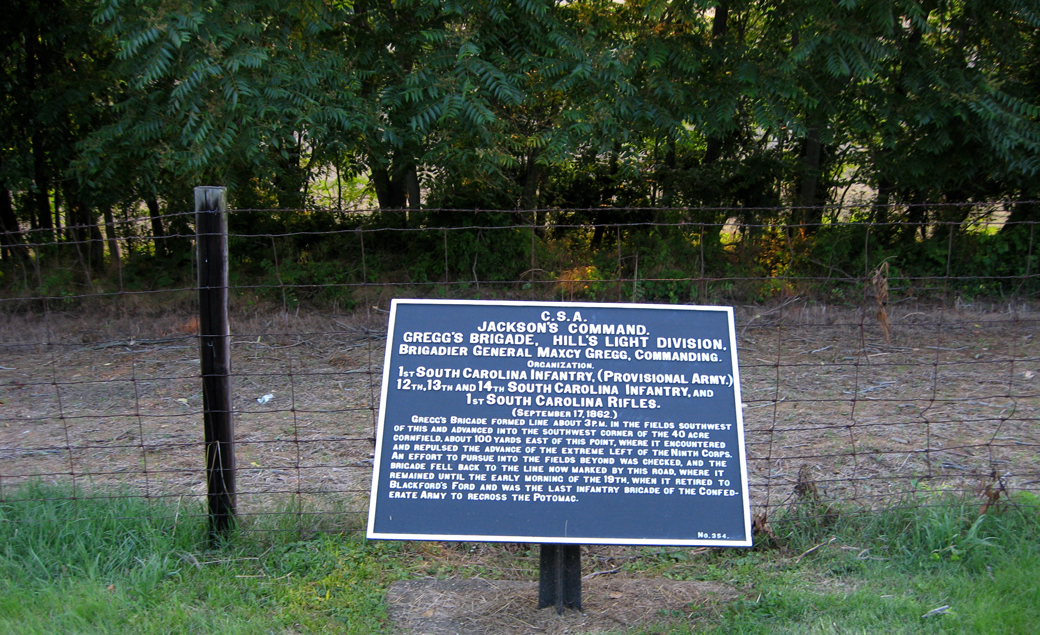 C.S.A.
JACKSON'S COMMAND.
GREGG'S BRIGADE, HILL'S LIGHT DIVISION,
BRIGADIER GENERAL MAXCY GREGG, COMMANDING.
ORGANIZATION.
1ST SOUTH CAROLINA INFANTRY, (PROVISIONAL ARMY,)
12TH, 13TH AND 14TH SOUTH CAROLINA INFANTRY, AND
1ST SOUTH CAROLINA RIFLES.
(SEPTEMBER 17, 1862.)
GREGG'S BRIGADE FORMED LINE ABOUT 3 P.M. IN THE FIELDS SOUTHWEST
OF THIS AND ADVANCED INTO THE SOUTHWEST CORNER OF THE 40 ACRE
CORNFIELD, ABOUT 100 YARDS EAST OF THIS POINT, WHERE IT ENCOUNTERED
AND REPULSED THE ADVANCE OF THE EXTREME LEFT OF THE NINTH CORPS.
AN EFFORT TO PURSUE INTO THE FIELDS BEYOND WAS CHECKED, AND THE
BRIGADE FELL BACK TO THE LINE NOW MARKED BY THIS ROAD, WHERE IT
REMAINED UNTIL THE EARLY MORNING OF THE 19TH, WHEN IT RETIRED TO
BLACKFORD'S FORD AND WAS THE LAST INFANTRY BRIGADE OF THE CONFED-
ERATE ARMY TO RECROSS THE POTOMAC.
NO. 354.